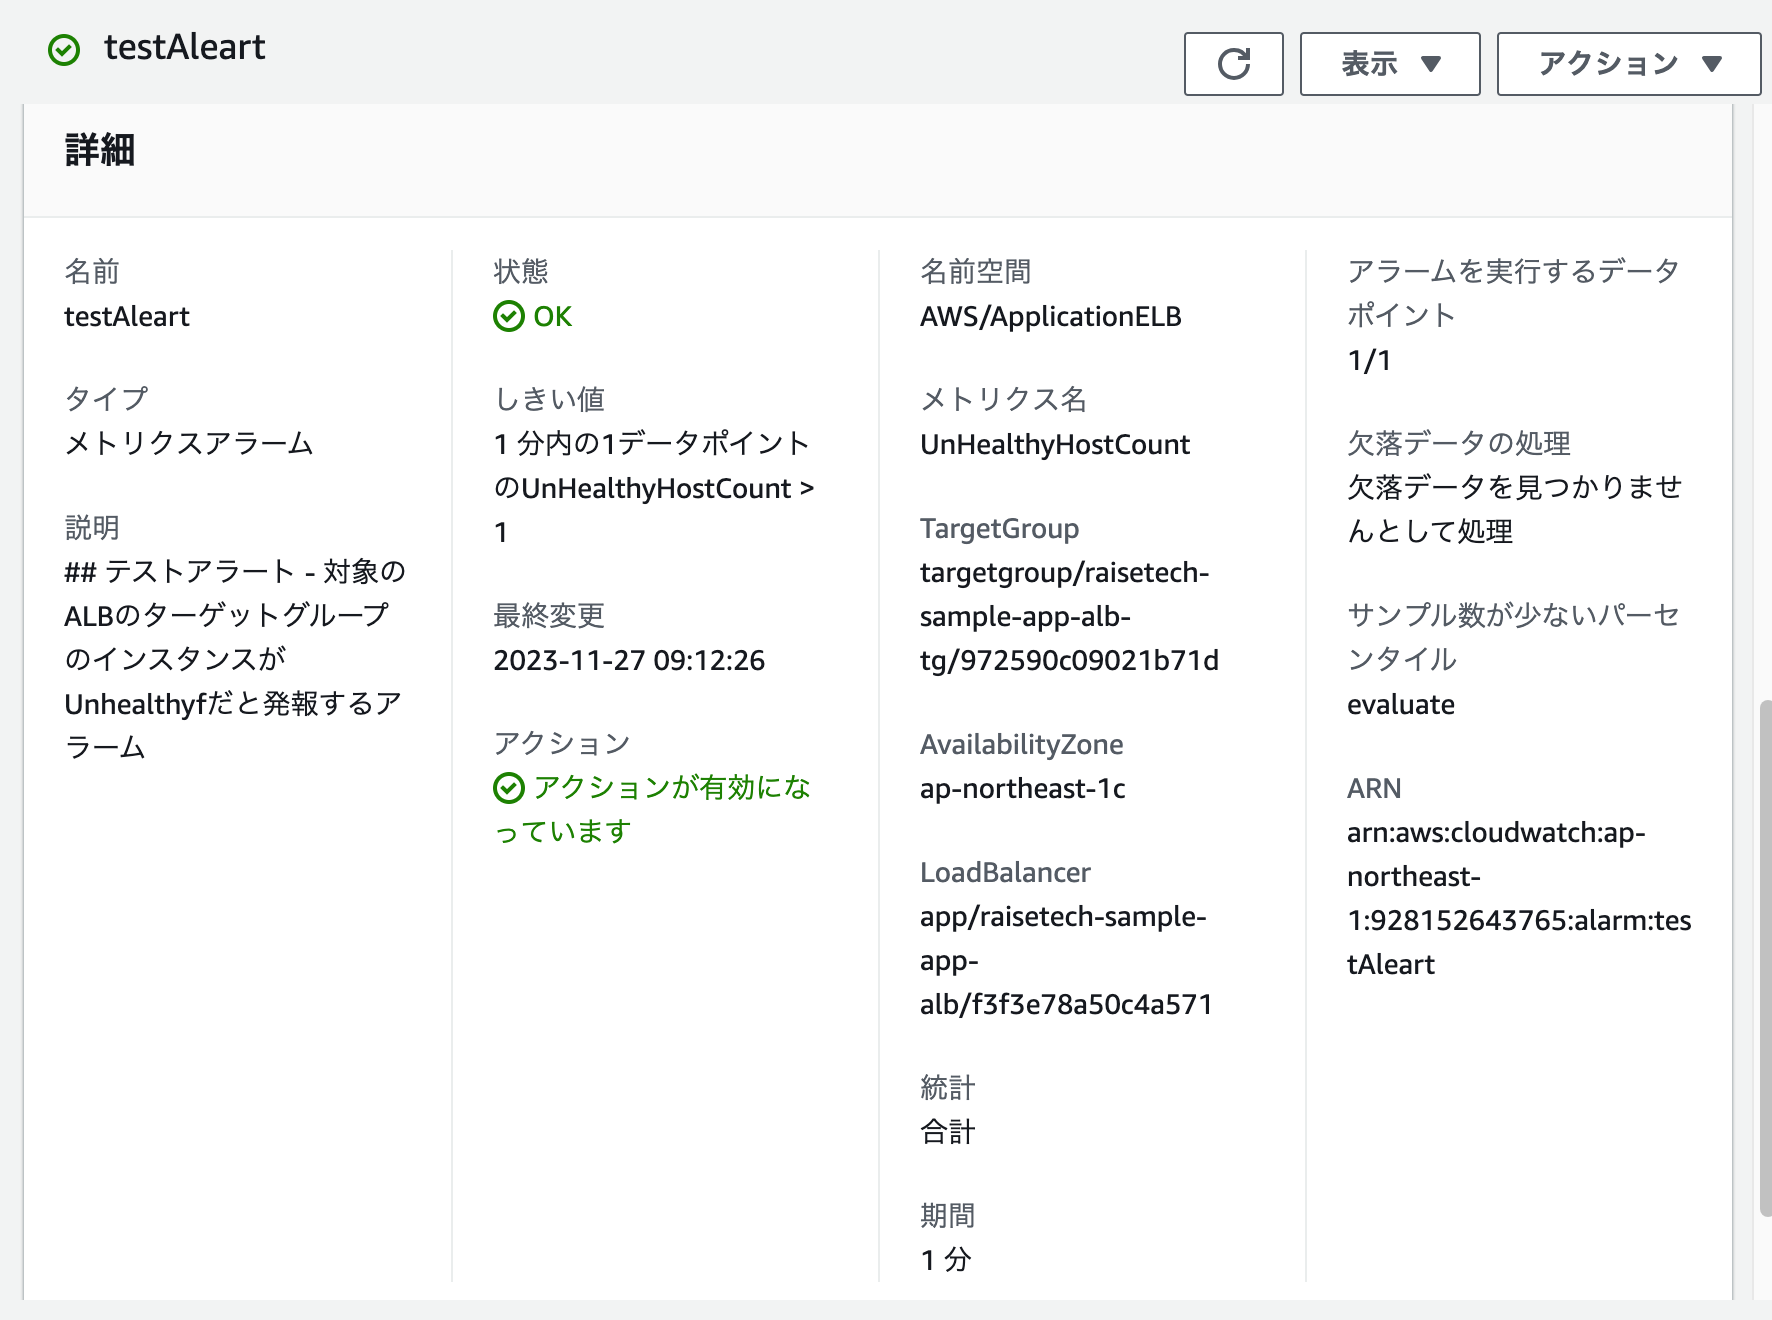 testAleart
表示
アクション
詳細
名前
testAleart
タイプ
メトリクスアラーム
説明
## テストアラート - 対象の
ALBのターゲットグループ
のインスタンスが
Unhealthyfだと発報するア
ラーム
状態
OK
しきい値
1 分内の1データポイント
のUnHealthyHostCount >
1
最終変更
2023-11-27 09:12:26
アクション
アクションが有効にな
っています
名前空間
AWS/ApplicationELB
メトリクス名
UnHealthyHostCount
TargetGroup
targetgroup/raisetech-
sample-app-alb-
tg/972590c09021b71d
AvailabilityZone
ap-northeast-1c
LoadBalancer
app/raisetech-sample-
app-
alb/f3f3e78a50c4a571
統計
合計
期間
1 分
アラームを実行するデータ
ポイント
1/1
欠落データの処理
欠落データを見つかりませ
んとして処理
サンプル数が少ないパーセ
ンタイル
evaluate
ARN
arn:aws:cloudwatch:ap-
northeast-
1:928152643765:alarm:tes
tAleart